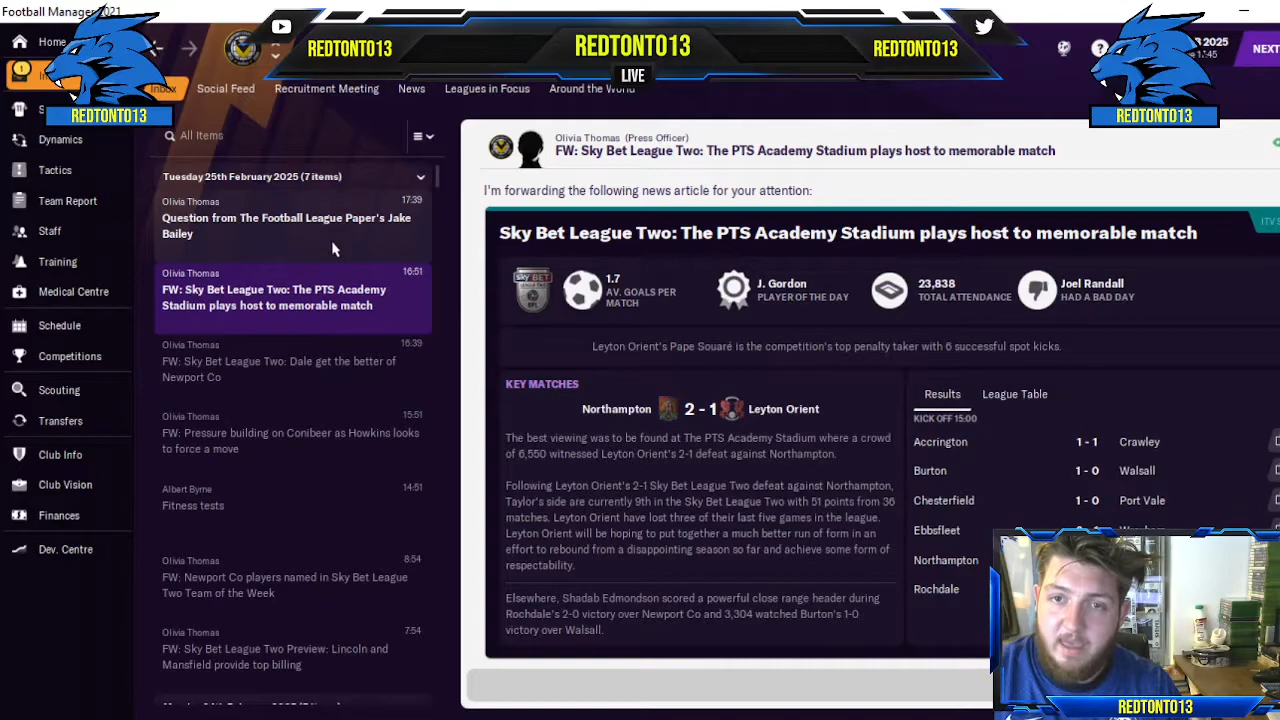 Football Manager 2021
REDTONTO13
REDTONTO13
REDTONTO13
LIVE
REDTONTO13
REDTONTO13
Home
1
2025
17:45
NEXT
Inbox
Social Feed
Recruitment Meeting
News
Leagues in Focus
Around the World
Dynamics
Tactics
Team Report
Staff
Training
Medical Centre
Schedule
Competitions
Scouting
Transfers
Club Info
Club Vision
Finances
Dev. Centre
All Items
Tuesday 25th February 2025 (7 items)
Olivia Thomas 17:39
Question from The Football League Paper's Jake
Bailey
Olivia Thomas 16:51
FW: Sky Bet League Two: The PTS Academy
Stadium plays host to memorable match
Olivia Thomas 16:39
FW: Sky Bet League Two: Dale get the better of
Newport Co
Olivia Thomas 15:51
FW: Pressure building on Conibeer as Howkins looks
to force a move
Albert Byrne 14:51
Fitness tests
Olivia Thomas 8:54
FW: Newport Co players named in Sky Bet League
Two Team of the Week
Olivia Thomas 7:54
FW: Sky Bet League Two Preview: Lincoln and
Mansfield provide top billing
Olivia Thomas (Press Officer)
FW: Sky Bet League Two: The PTS Academy Stadium plays host to memorable match
I'm forwarding the following news article for your attention:
ITV
Sky Bet League Two: The PTS Academy Stadium plays host to memorable match
SKY BET
EFL
1.7
AV. GOALS PER
MATCH
J. Gordon
PLAYER OF THE DAY
23,838
TOTAL ATTENDANCE
Joel Randall
HAD A BAD DAY
Leyton Orient's Pape Souaré is the competition's top penalty taker with 6 successful spot kicks.
KEY MATCHES
Northampton 2 - 1 Leyton Orient
The best viewing was to be found at The PTS Academy Stadium where a crowd
of 6,550 witnessed Leyton Orient's 2-1 defeat against Northampton.
Following Leyton Orient's 2-1 Sky Bet League Two defeat against Northampton,
Taylor's side are currently 9th in the Sky Bet League Two with 51 points from 36
matches. Leyton Orient have lost three of their last five games in the league.
Leyton Orient will be hoping to put together a much better run of form in an
effort to rebound from a disappointing season so far and achieve some form of
respectability.
Elsewhere, Shadab Edmondson scored a powerful close range header during
Rochdale's 2-0 victory over Newport Co and 3,304 watched Burton's 1-0
victory over Walsall.
Results League Table
KICK OFF 15:00
Accrington 1 - 1 Crawley
Burton 1 - 0 Walsall
Chesterfield 1 - 0 Port Vale
Ebbsfleet
Northampton
Rochdale
REDTONTO13